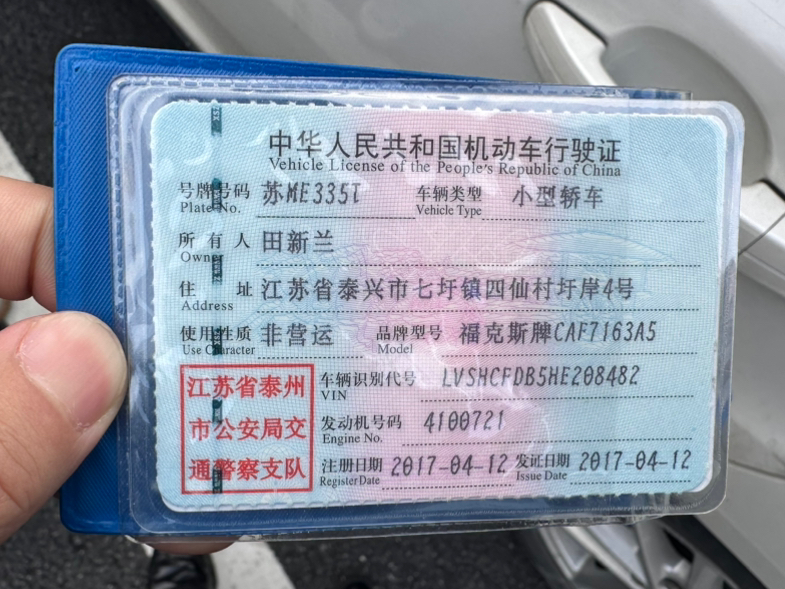 中华人民共和国机动车行驶证
Vehicle License of the People's Republic of China
号牌号码 苏ME335T 车辆类型 小型轿车
Plate No. Vehicle Type
所有人 田新兰
Owner
住址 江苏省泰兴市七圩镇四仙村圩岸4号
Address
使用性质 非营运 品牌型号 福克斯牌CAF7163A5
Use Character Model
江苏省泰州
市公安局交
通警察支队
车辆识别代号 LVSHCFDB5HE208482
VIN
发动机号码 4100721
Engine No.
注册日期 2017-04-12 发证日期 2017-04-12
Register Date Issue Date